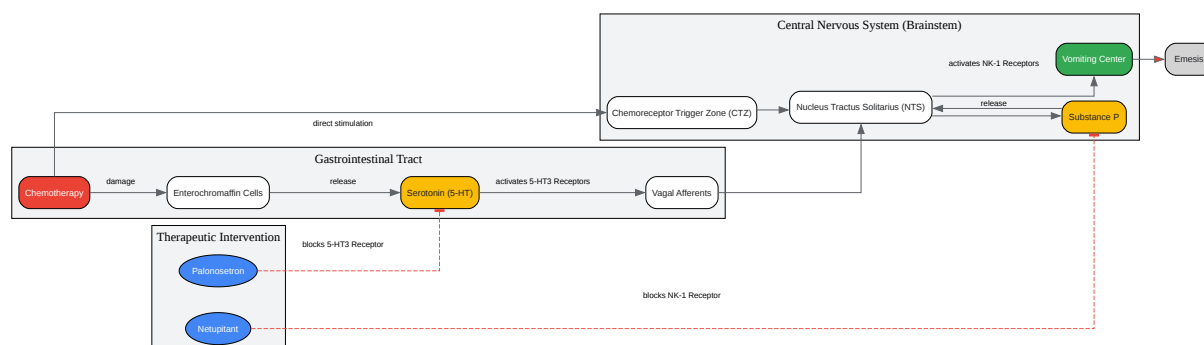 Central Nervous System (Brainstem)
Vomiting Center
Emesis
activates NK-1 Receptors
Chemoreceptor Trigger Zone (CTZ)
Nucleus Tractus Solitarius (NTS)
release
Substance P
direct stimulation
Gastrointestinal Tract
Chemotherapy
damage
Enterochromaffin Cells
release
Serotonin (5-HT)
activates 5-HT3 Receptors
Vagal Afferents
Therapeutic Intervention
blocks 5-HT3 Receptor
Palonosetron
blocks NK-1 Receptor
Netupitant